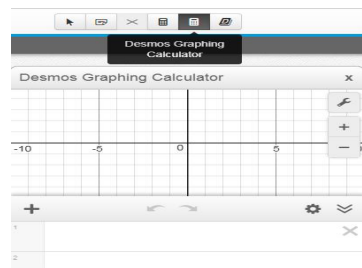 Desmos Graphing
Calculator
Desmos Graphing Calculator x
+
-10 -5 0 5
−
+
1
2